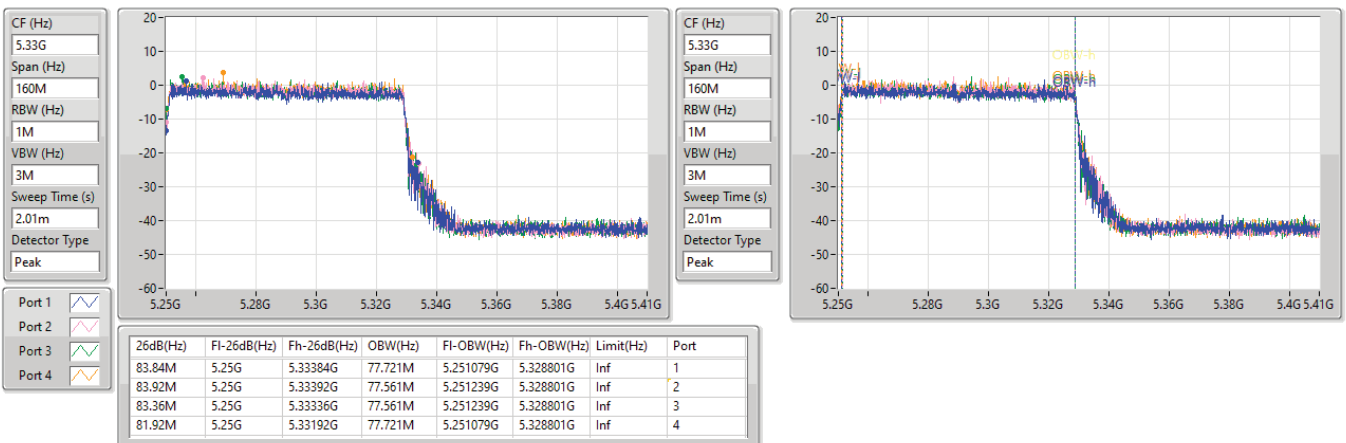 CF (Hz)
5.33G
Span (Hz)
160M
RBW (Hz)
1M
VBW (Hz)
3M
Sweep Time (s)
2.01m
Detector Type
Peak
20
10
0
-10
-20
-30
-40
-50
-60
5.25G 5.28G 5.3G 5.32G 5.34G 5.36G 5.38G 5.4G 5.41G
CF (Hz)
5.33G
Span (Hz)
160M
RBW (Hz)
1M
VBW (Hz)
3M
Sweep Time (s)
2.01m
Detector Type
Peak
20
10
0
-10
-20
-30
-40
-50
-60
OBW-h
OBW-h
5.25G 5.28G 5.3G 5.32G 5.34G 5.36G 5.38G 5.4G 5.41G
Port 1
Port 2
Port 3
Port 4
26dB(Hz) Fl-26dB(Hz) Fh-26dB(Hz) OBW(Hz) Fl-OBW(Hz) Fh-OBW(Hz) Limit(Hz) Port
83.84M 5.25G 5.33384G 77.721M 5.251079G 5.328801G Inf 1
83.92M 5.25G 5.33392G 77.561M 5.251239G 5.328801G Inf 2
83.36M 5.25G 5.33336G 77.561M 5.251239G 5.328801G Inf 3
81.92M 5.25G 5.33192G 77.721M 5.251079G 5.328801G Inf 4